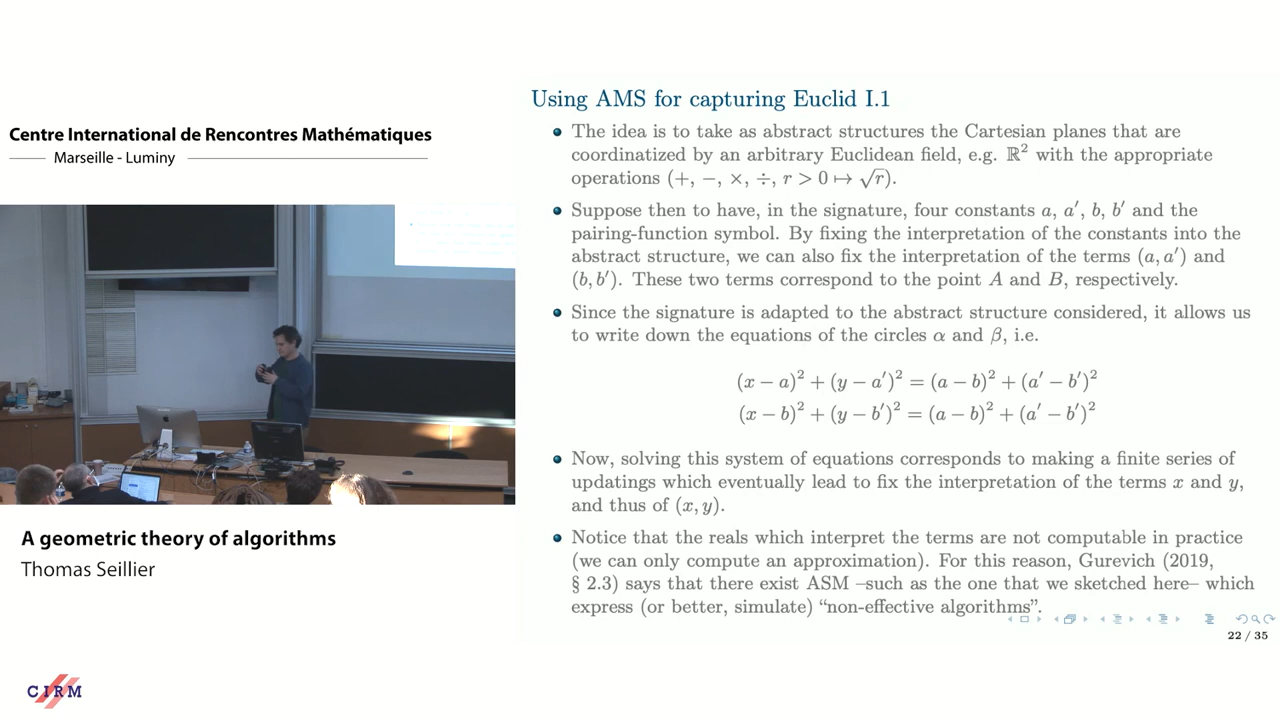 Centre International de Rencontres Mathématiques
Marseille - Luminy
A geometric theory of algorithms
Thomas Seillier
CIRM
Using AMS for capturing Euclid I.1
The idea is to take as abstract structures the Cartesian planes that are
coordinatized by an arbitrary Euclidean field, e.g. ℝ² with the appropriate
operations (+, −, ×, ÷, r > 0 ↦ √r).
Suppose then to have, in the signature, four constants a, a′, b, b′ and the
pairing-function symbol. By fixing the interpretation of the constants into the
abstract structure, we can also fix the interpretation of the terms (a, a′) and
(b, b′). These two terms correspond to the point A and B, respectively.
Since the signature is adapted to the abstract structure considered, it allows us
to write down the equations of the circles α and β, i.e.
(x − a)² + (y − a′)² = (a − b)² + (a′ − b′)²
(x − b)² + (y − b′)² = (a − b)² + (a′ − b′)²
Now, solving this system of equations corresponds to making a finite series of
updatings which eventually lead to fix the interpretation of the terms x and y,
and thus of (x, y).
Notice that the reals which interpret the terms are not computable in practice
(we can only compute an approximation). For this reason, Gurevich (2019,
§ 2.3) says that there exist ASM –such as the one that we sketched here– which
express (or better, simulate) “non-effective algorithms”.
22 / 35